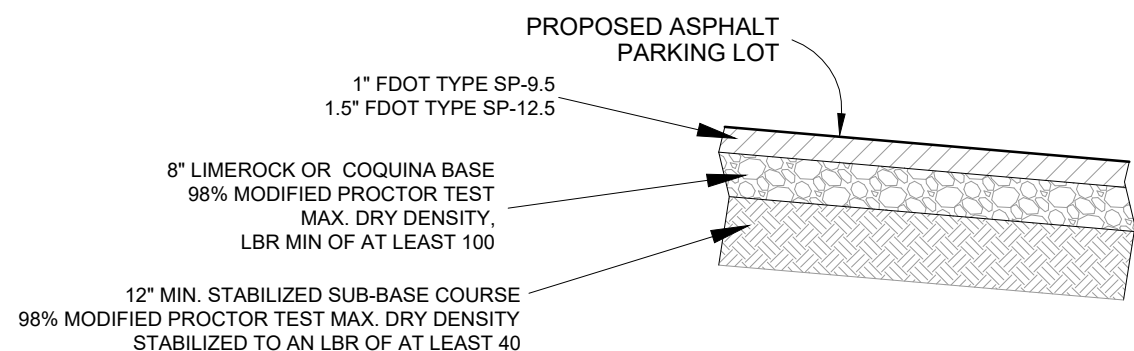 PROPOSED ASPHALT
PARKING LOT
1" FDOT TYPE SP-9.5
1.5" FDOT TYPE SP-12.5
8" LIMEROCK OR COQUINA BASE
98% MODIFIED PROCTOR TEST
MAX. DRY DENSITY,
LBR MIN OF AT LEAST 100
12" MIN. STABILIZED SUB-BASE COURSE
98% MODIFIED PROCTOR TEST MAX. DRY DENSITY
STABILIZED TO AN LBR OF AT LEAST 40